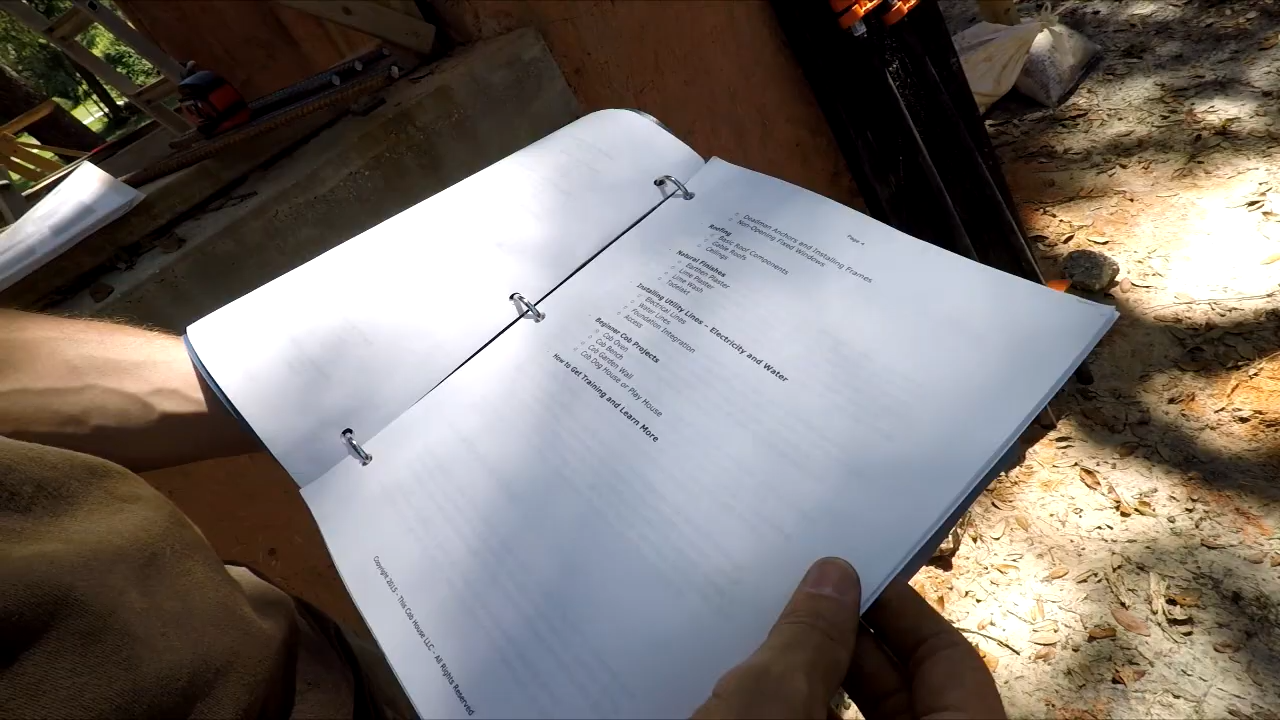 Page 4
Deadman Anchors and Installing Frames
Non-Opening Fixed Windows
Roofing
Basic Roof Components
Gable Roofs
Ceilings
Natural Finishes
Earthen Plaster
Lime Plaster
Lime Wash
Tadelakt
Installing Utility Lines – Electricity and Water
Electrical Lines
Water Lines
Foundation Integration
Access
Beginner Cob Projects
Cob Oven
Cob Bench
Cob Garden Wall
Cob Dog House or Play House
How to Get Training and Learn More
Copyright 2015 - This Cob House LLC - All Rights Reserved